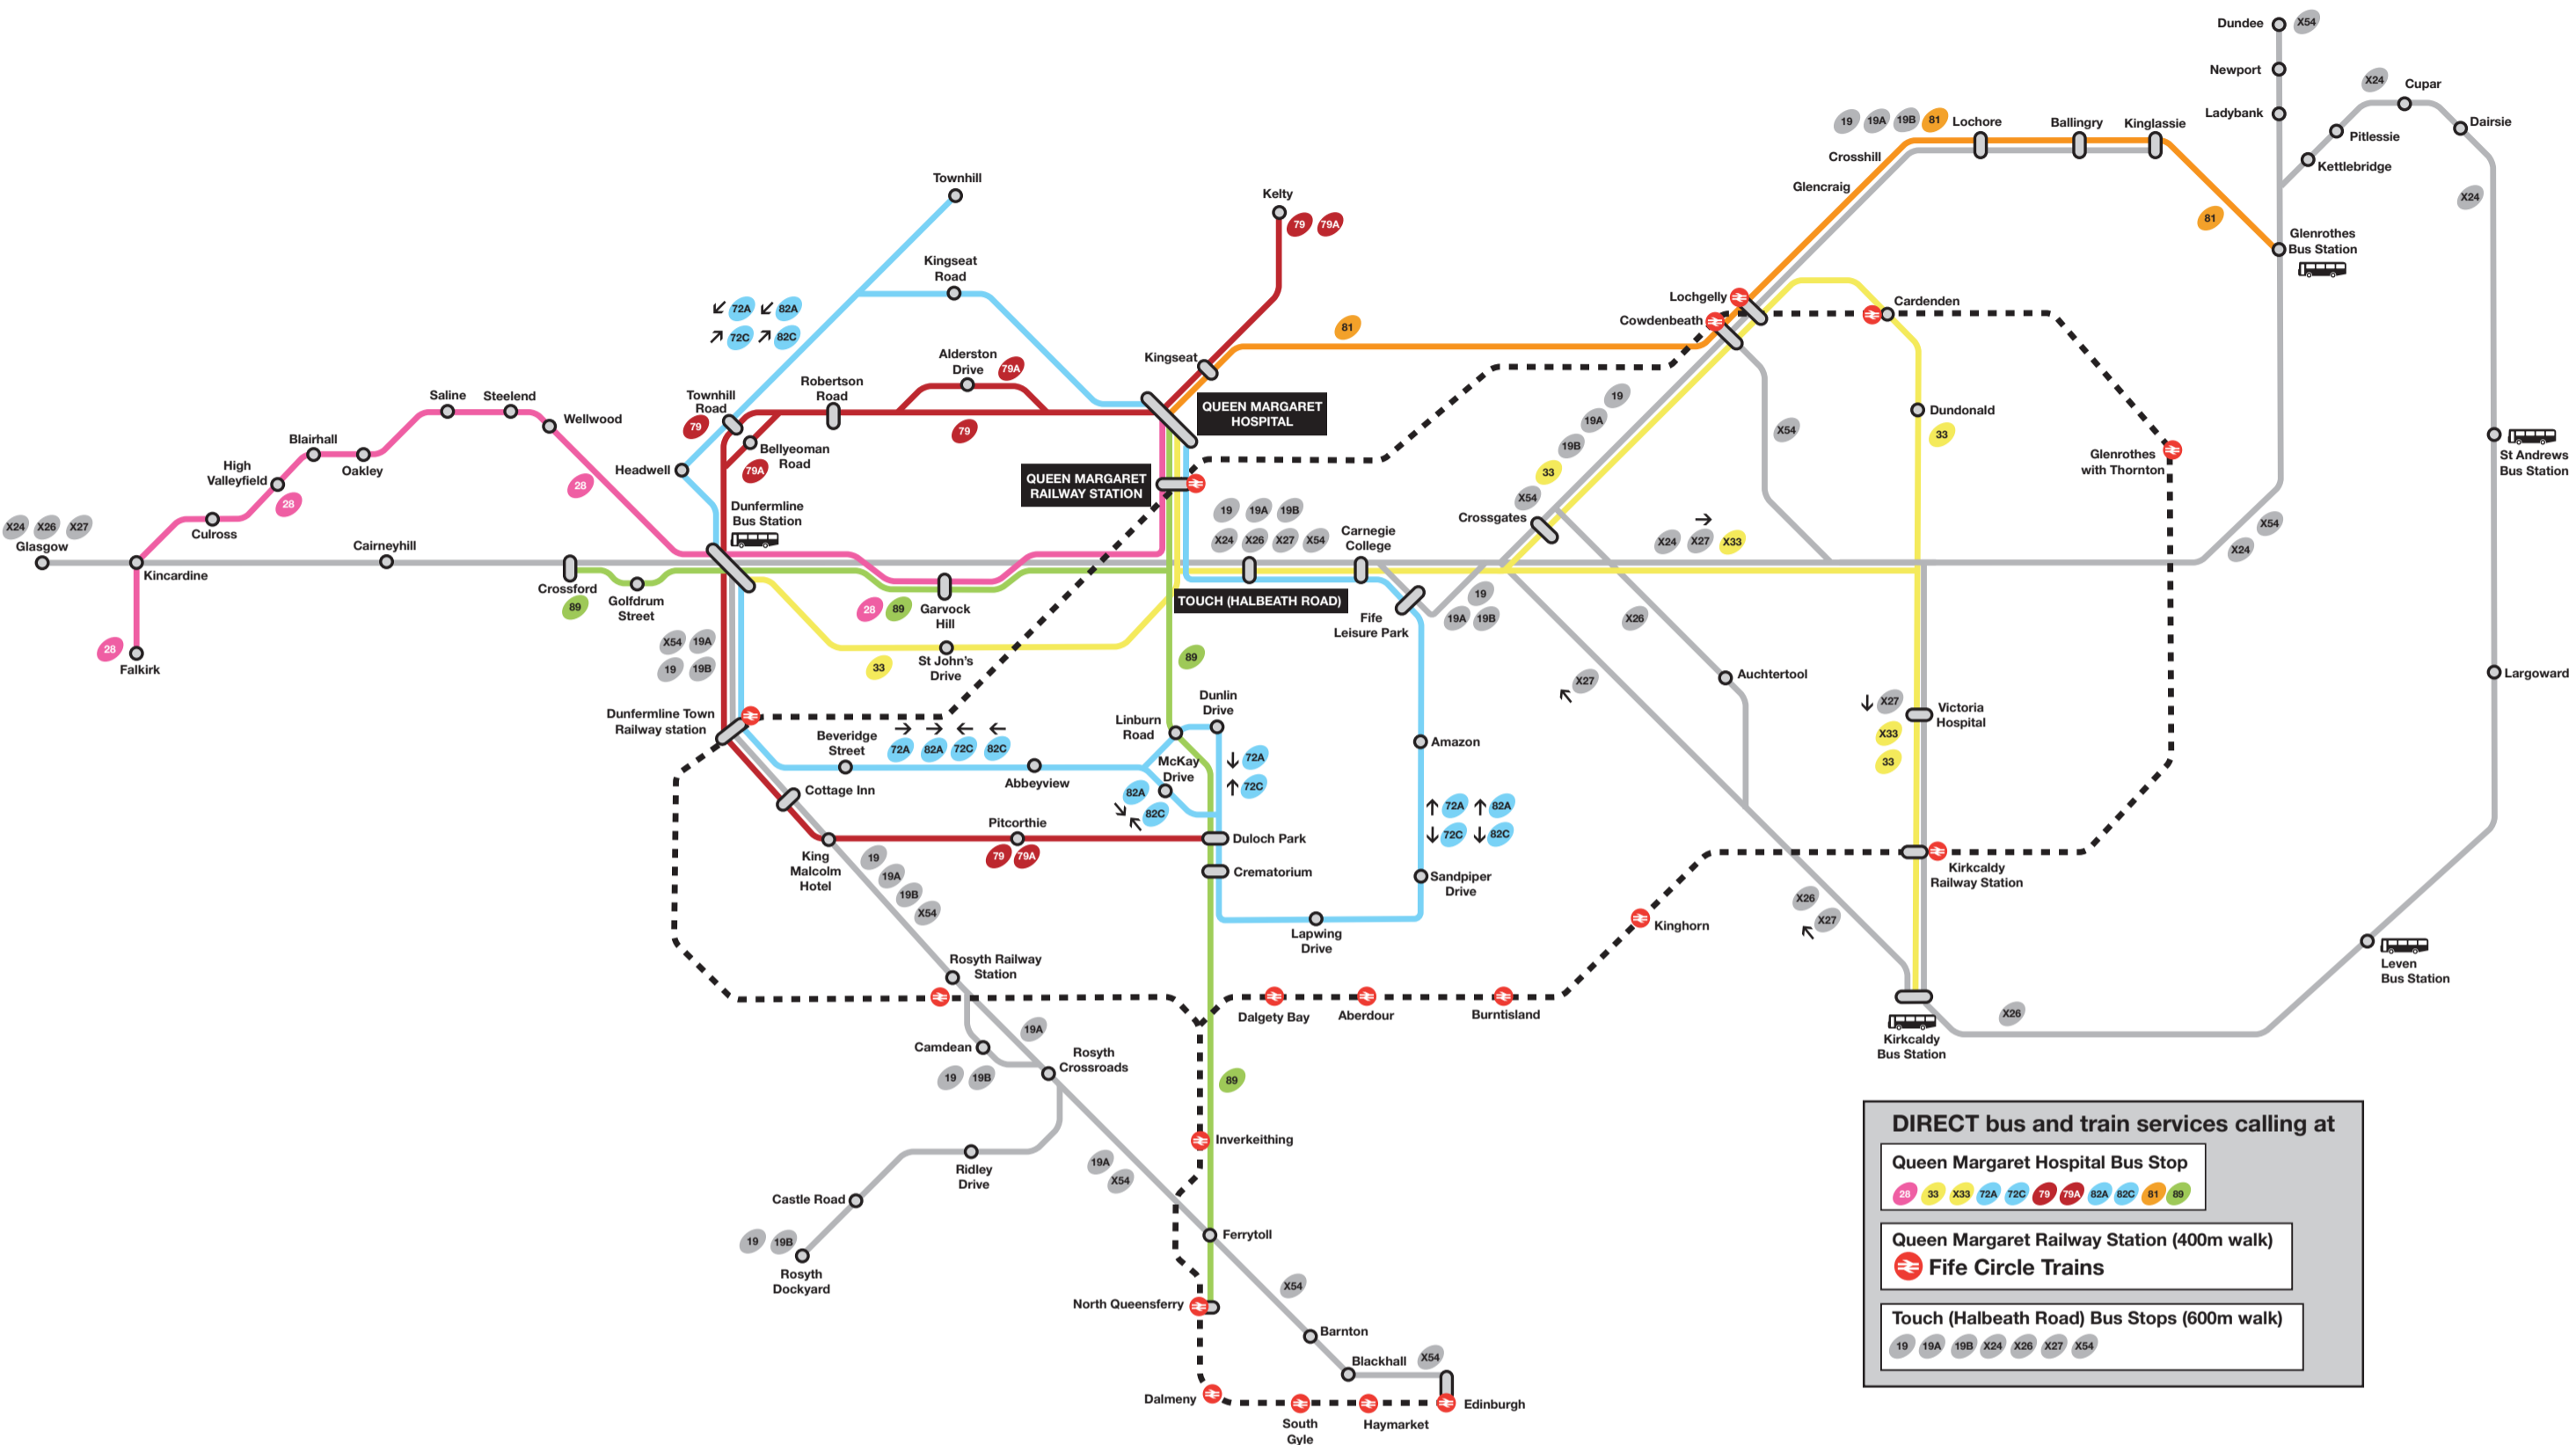 Dundee
X54
Newport
Ladybank
X24
Cupar
Pitlessie
Dairsie
Kettlebridge
X24
19 19A 19B 81
Lochore
Ballingry
Kinglassie
Crosshill
Glencraig
81
Glenrothes
Bus Station
Townhill
Kelty
79 79A
Kingseat
Road
72A 82A
72C 82C
81
Lochgelly
Cowdenbeath
Cardenden
Alderston
Drive
79A
Kingseat
Robertson
Road
Townhill
Road
79
79
Saline
Steelend
Wellwood
Blairhall
Oakley
High
Valleyfield
28
28
Culross
Headwell
Bellyeoman
Road
79A
QUEEN MARGARET
HOSPITAL
QUEEN MARGARET
RAILWAY STATION
19
19A
19B
33
X54
X54
Dundonald
33
Glenrothes
with Thornton
St Andrews
Bus Station
X24 X26 X27
Glasgow
Kincardine
Cairneyhill
Dunfermline
Bus Station
19 19A 19B
X24 X26 X27 X54
Carnegie
College
Crossgates
X24 X27 X33
X54
X24
28
Falkirk
Crossford
89
Golfdrum
Street
28 89
Garvock
Hill
TOUCH (HALBEATH ROAD)
Fife
Leisure Park
19
19A 19B
X26
X54 19A
19 19B
33
St John's
Drive
89
X27
Auchtertool
Largoward
Dunfermline Town
Railway station
Beveridge
Street
72A 82A 72C 82C
Abbeyview
Linburn
Road
Dunlin
Drive
McKay
Drive
72A
72C
82A
82C
Amazon
72A 82A
72C 82C
X27
X33
33
Victoria
Hospital
Cottage Inn
Pitcorthie
79 79A
Duloch Park
King
Malcolm
Hotel
19
19A
19B
X54
Crematorium
Sandpiper
Drive
Lapwing
Drive
Kirkcaldy
Railway Station
X26
X27
Kinghorn
Leven
Bus Station
Rosyth Railway
Station
Dalgety Bay
Aberdour
Burntisland
X26
Kirkcaldy
Bus Station
19A
Camdean
19 19B
Rosyth
Crossroads
89
Inverkeithing
Ridley
Drive
19A
X54
Castle Road
19 19B
Rosyth
Dockyard
Ferrytoll
X54
North Queensferry
Barnton
Blackhall
X54
Dalmeny
South
Gyle
Haymarket
Edinburgh
DIRECT bus and train services calling at
Queen Margaret Hospital Bus Stop
28 33 X33 72A 72C 79 79A 82A 82C 81 89
Queen Margaret Railway Station (400m walk)
Fife Circle Trains
Touch (Halbeath Road) Bus Stops (600m walk)
19 19A 19B X24 X26 X27 X54